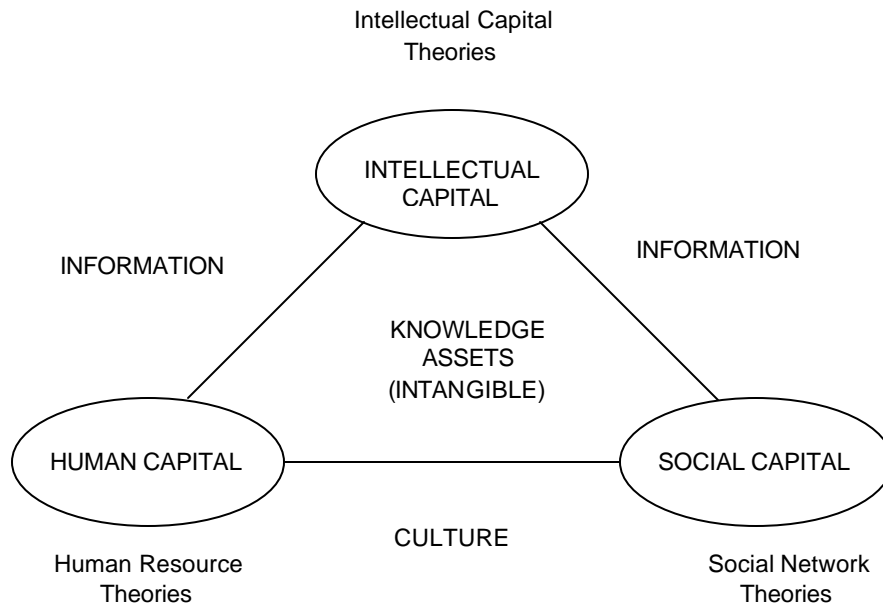 Intellectual Capital
Theories
INTELLECTUAL
CAPITAL
INFORMATION
INFORMATION
KNOWLEDGE
ASSETS
(INTANGIBLE)
HUMAN CAPITAL
SOCIAL CAPITAL
CULTURE
Human Resource
Theories
Social Network
Theories